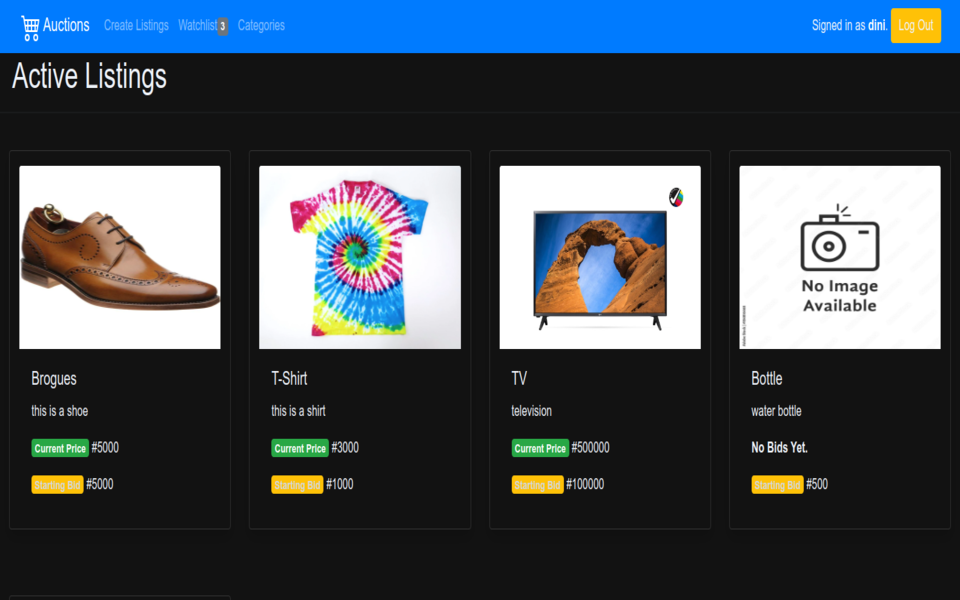 Auctions Create Listings Watchlist 3 Categories Signed in as dini. Log Out
Active Listings
No Image
Available
Brogues
this is a shoe
Current Price #5000
Starting Bid #5000
T-Shirt
this is a shirt
Current Price #3000
Starting Bid #1000
TV
television
Current Price #500000
Starting Bid #100000
Bottle
water bottle
No Bids Yet.
Starting Bid #500